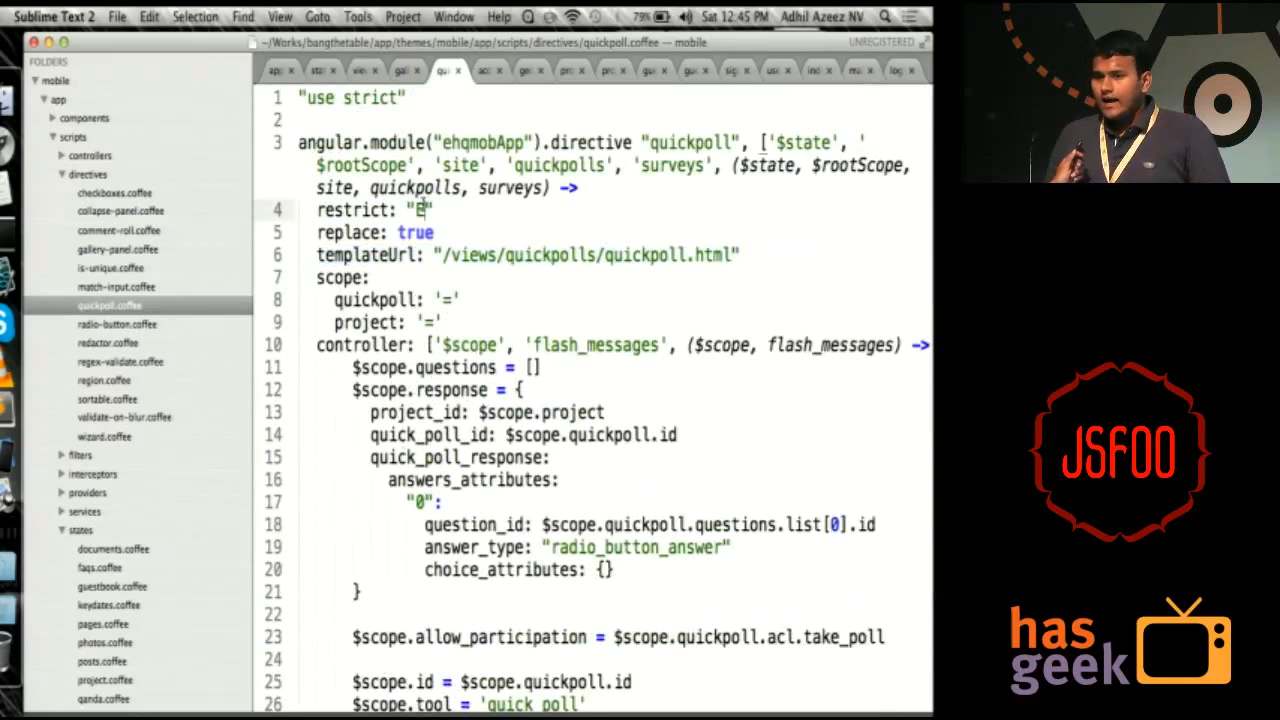 Sublime Text 2 File Edit Selection Find View Goto Tools Project Window Help 79% Sat 12:45 PM Adhil Azeez NV
~/Works/bangthetable/app/themes/mobile/app/scripts/directives/quickpoll.coffee — mobile
UNREGISTERED
FOLDERS
mobile
app
components
scripts
controllers
directives
checkboxes.coffee
collapse-panel.coffee
comment-roll.coffee
gallery-panel.coffee
is-unique.coffee
match-input.coffee
quickpoll.coffee
radio-button.coffee
redactor.coffee
regex-validate.coffee
region.coffee
sortable.coffee
validate-on-blur.coffee
wizard.coffee
filters
interceptors
providers
services
states
documents.coffee
faqs.coffee
guestbook.coffee
keydates.coffee
pages.coffee
photos.coffee
posts.coffee
project.coffee
qanda.coffee
1 "use strict"
2
3 angular.module("ehqmobApp").directive "quickpoll", ['$state', '
$rootScope', 'site', 'quickpolls', 'surveys', ($state, $rootScope,
site, quickpolls, surveys) ->
4 restrict: "E"
5 replace: true
6 templateUrl: "/views/quickpolls/quickpoll.html"
7 scope:
8 quickpoll: '='
9 project: '='
10 controller: ['$scope', 'flash_messages', ($scope, flash_messages) ->
11 $scope.questions = []
12 $scope.response = {
13 project_id: $scope.project
14 quick_poll_id: $scope.quickpoll.id
15 quick_poll_response:
16 answers_attributes:
17 "0":
18 question_id: $scope.quickpoll.questions.list[0].id
19 answer_type: "radio_button_answer"
20 choice_attributes: {}
21 }
22
23 $scope.allow_participation = $scope.quickpoll.acl.take_poll
24
25 $scope.id = $scope.quickpoll.id
26 $scope.tool = 'quick_poll'
JSFOO
has
geek